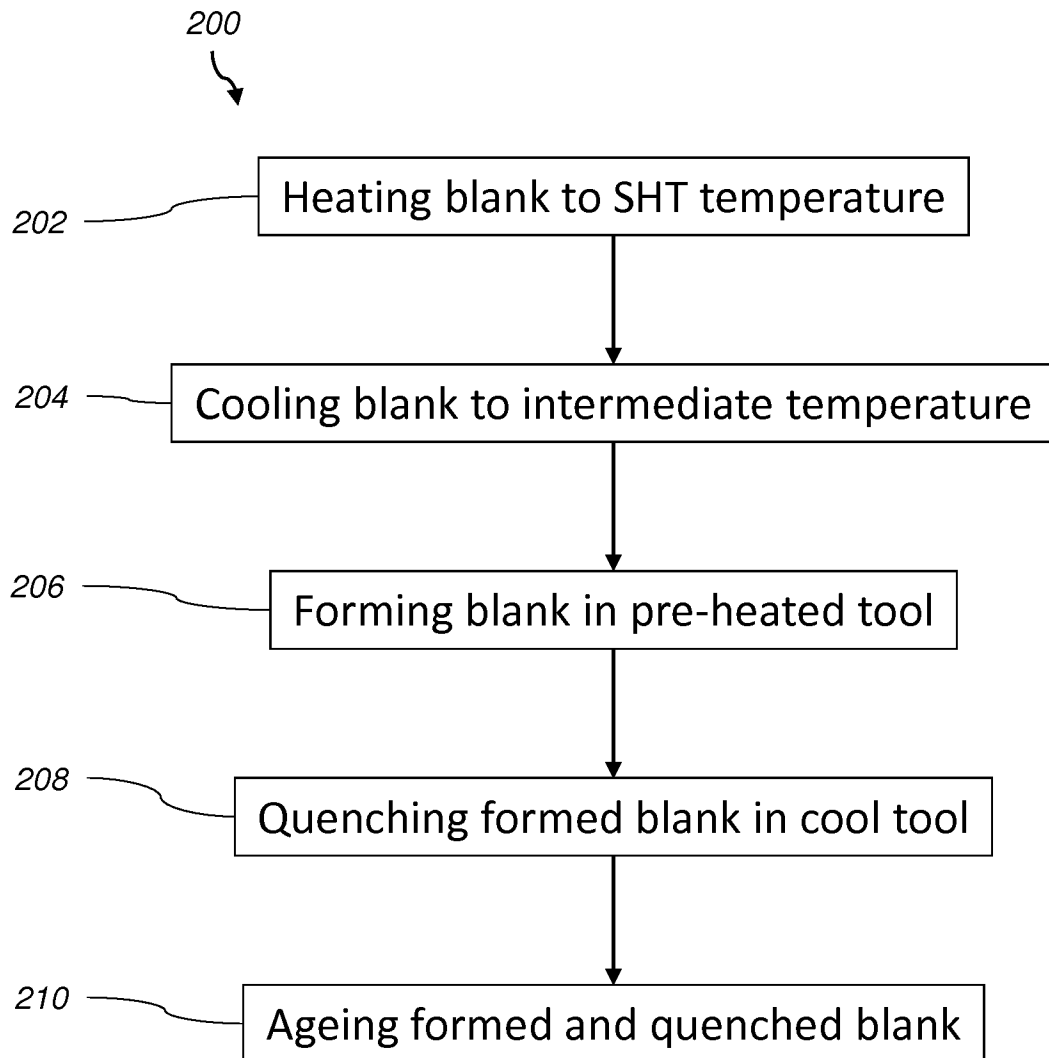 200
202
Heating blank to SHT temperature
204
Cooling blank to intermediate temperature
206
Forming blank in pre-heated tool
208
Quenching formed blank in cool tool
210
Ageing formed and quenched blank